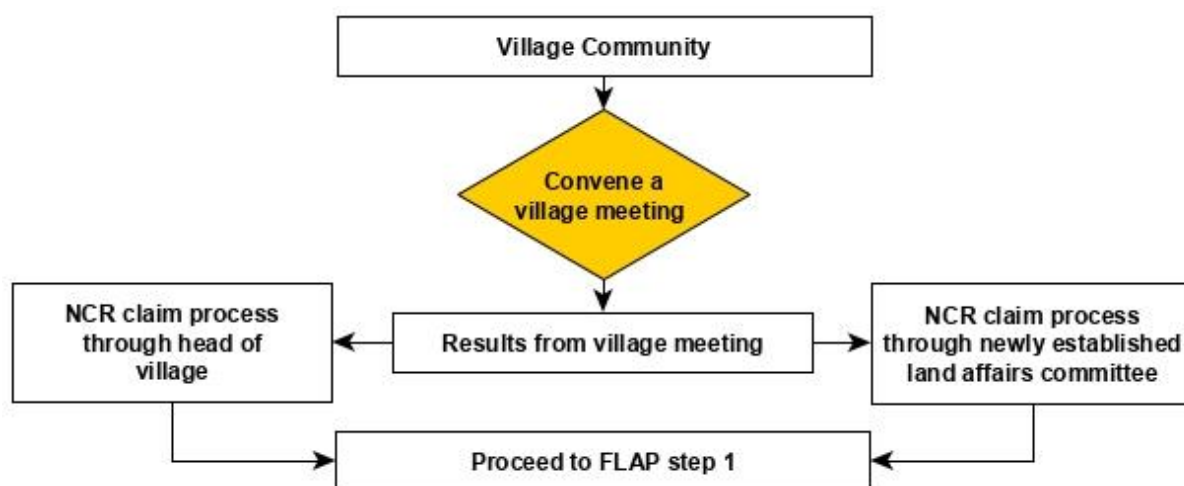 Village Community
Convene a
village meeting
NCR claim process
through head of
village
Results from village meeting
NCR claim process
through newly established
land affairs committee
Proceed to FLAP step 1